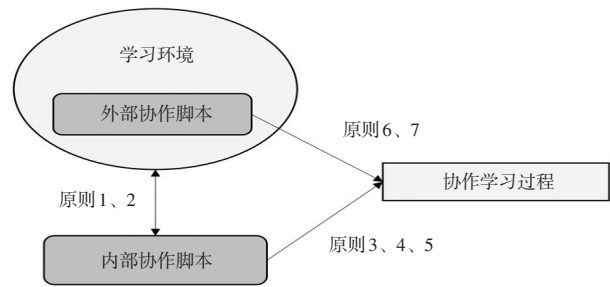 学习环境
外部协作脚本
原则6、7
协作学习过程
原则1、2
原则3、4、5
内部协作脚本